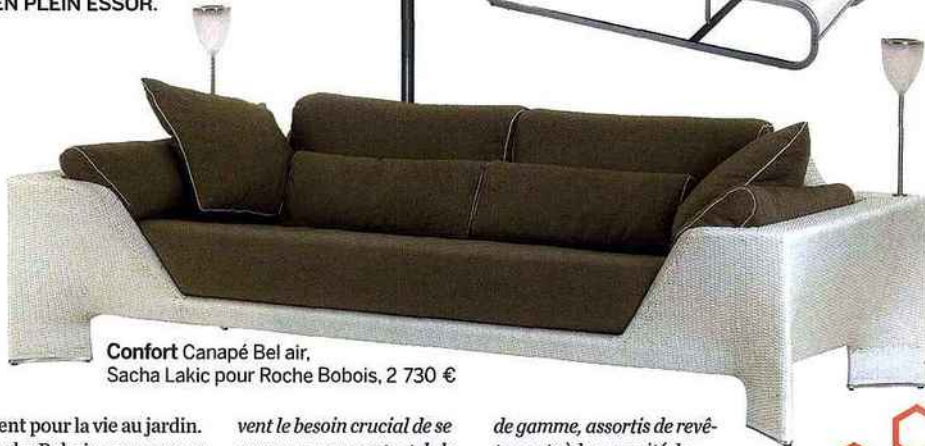 EN PLEIN ESSOR.
Confort Canapé Bel air,
Sacha Lakic pour Roche Bobois, 2 730 €
ent pour la vie au jardin.
vent le besoin crucial de se
de gamme, assortis de revê-